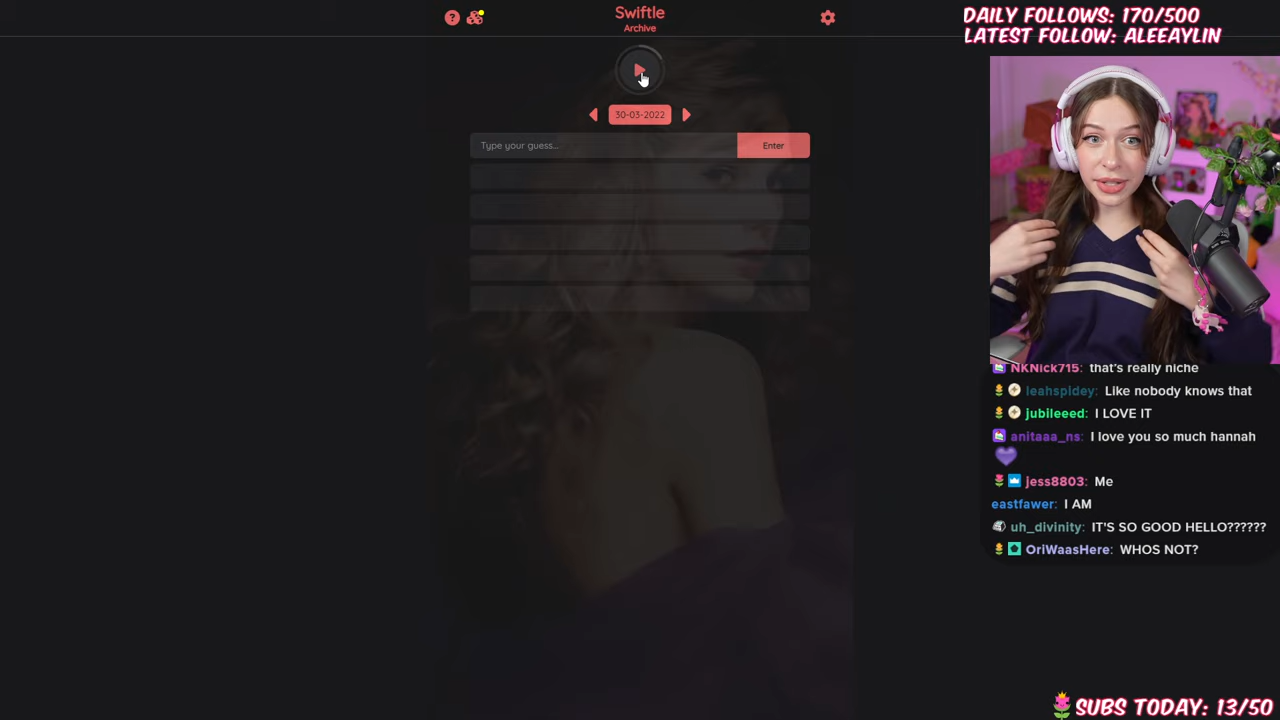 Swiftle
Archive
30-03-2022
Type your guess...
Enter
DAILY FOLLOWS: 170/500
LATEST FOLLOW: ALEEAYLIN
NKNick715: that's really niche
leahspldey: Like nobody knows that
jubileeed: I LOVE IT
anitaaa_ns: I love you so much hannah
jess8803: Me
eastfawer: I AM
uh_divinity: IT'S SO GOOD HELLO??????
OriWaasHere: WHOS NOT?
SUBS TODAY: 13/50